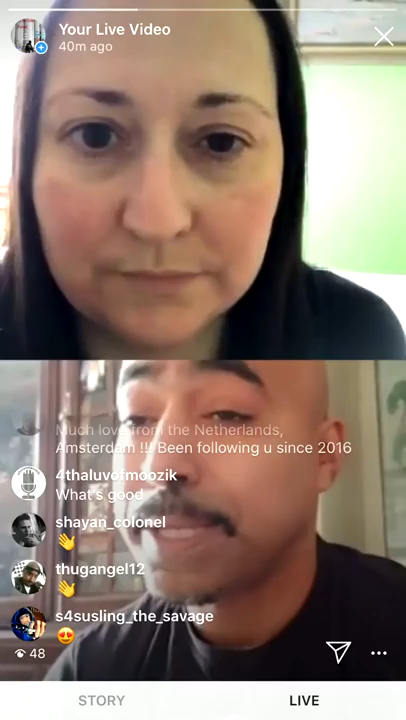 Your Live Video
40m ago
Much love from the Netherlands,
Amsterdam !!! Been following u since 2016
4thaluvofmoozik
What's good
shayan_colonel
👋
thugangel12
👋
s4susling_the_savage
😍
48
STORY
LIVE